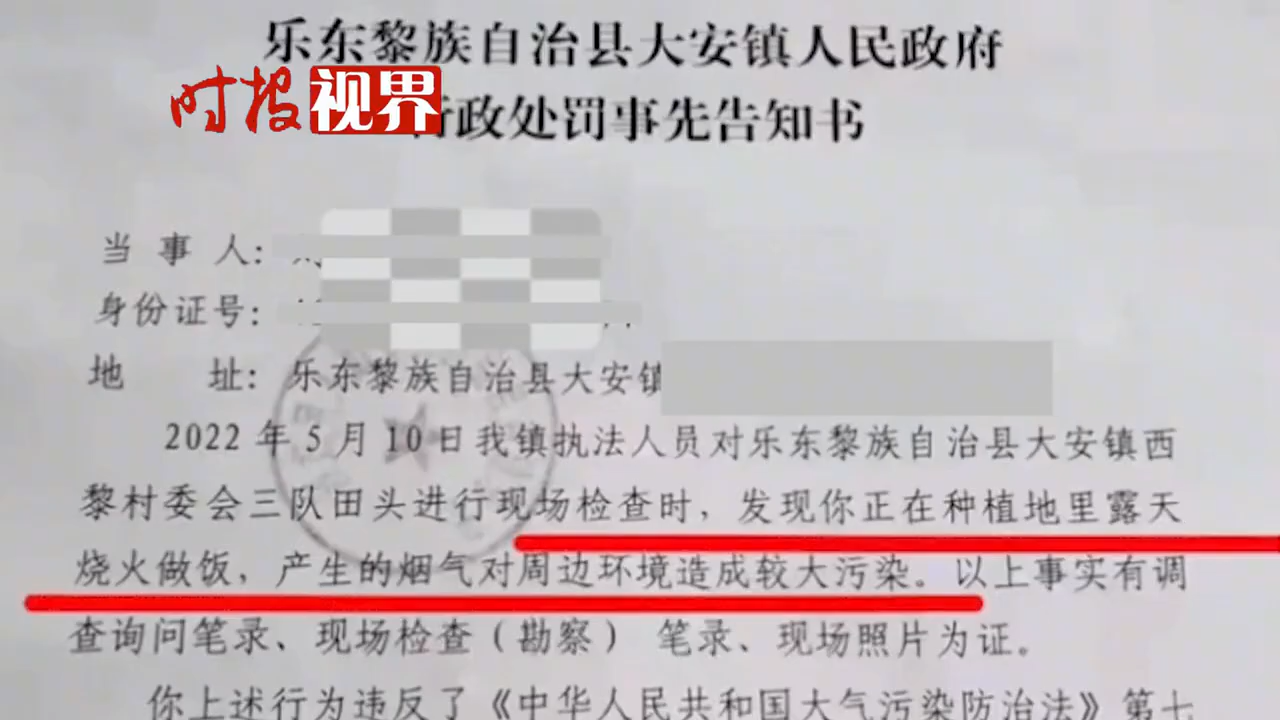 乐东黎族自治县大安镇人民政府
时报视界
行政处罚事先告知书
当事人：
身份证号：
地址：乐东黎族自治县大安镇
2022年5月10日我镇执法人员对乐东黎族自治县大安镇西
黎村委会三队田头进行现场检查时，发现你正在种植地里露天
烧火做饭，产生的烟气对周边环境造成较大污染。以上事实有调
查询问笔录、现场检查（勘察）笔录、现场照片为证。
你上述行为违反了《中华人民共和国大气污染防治法》第七